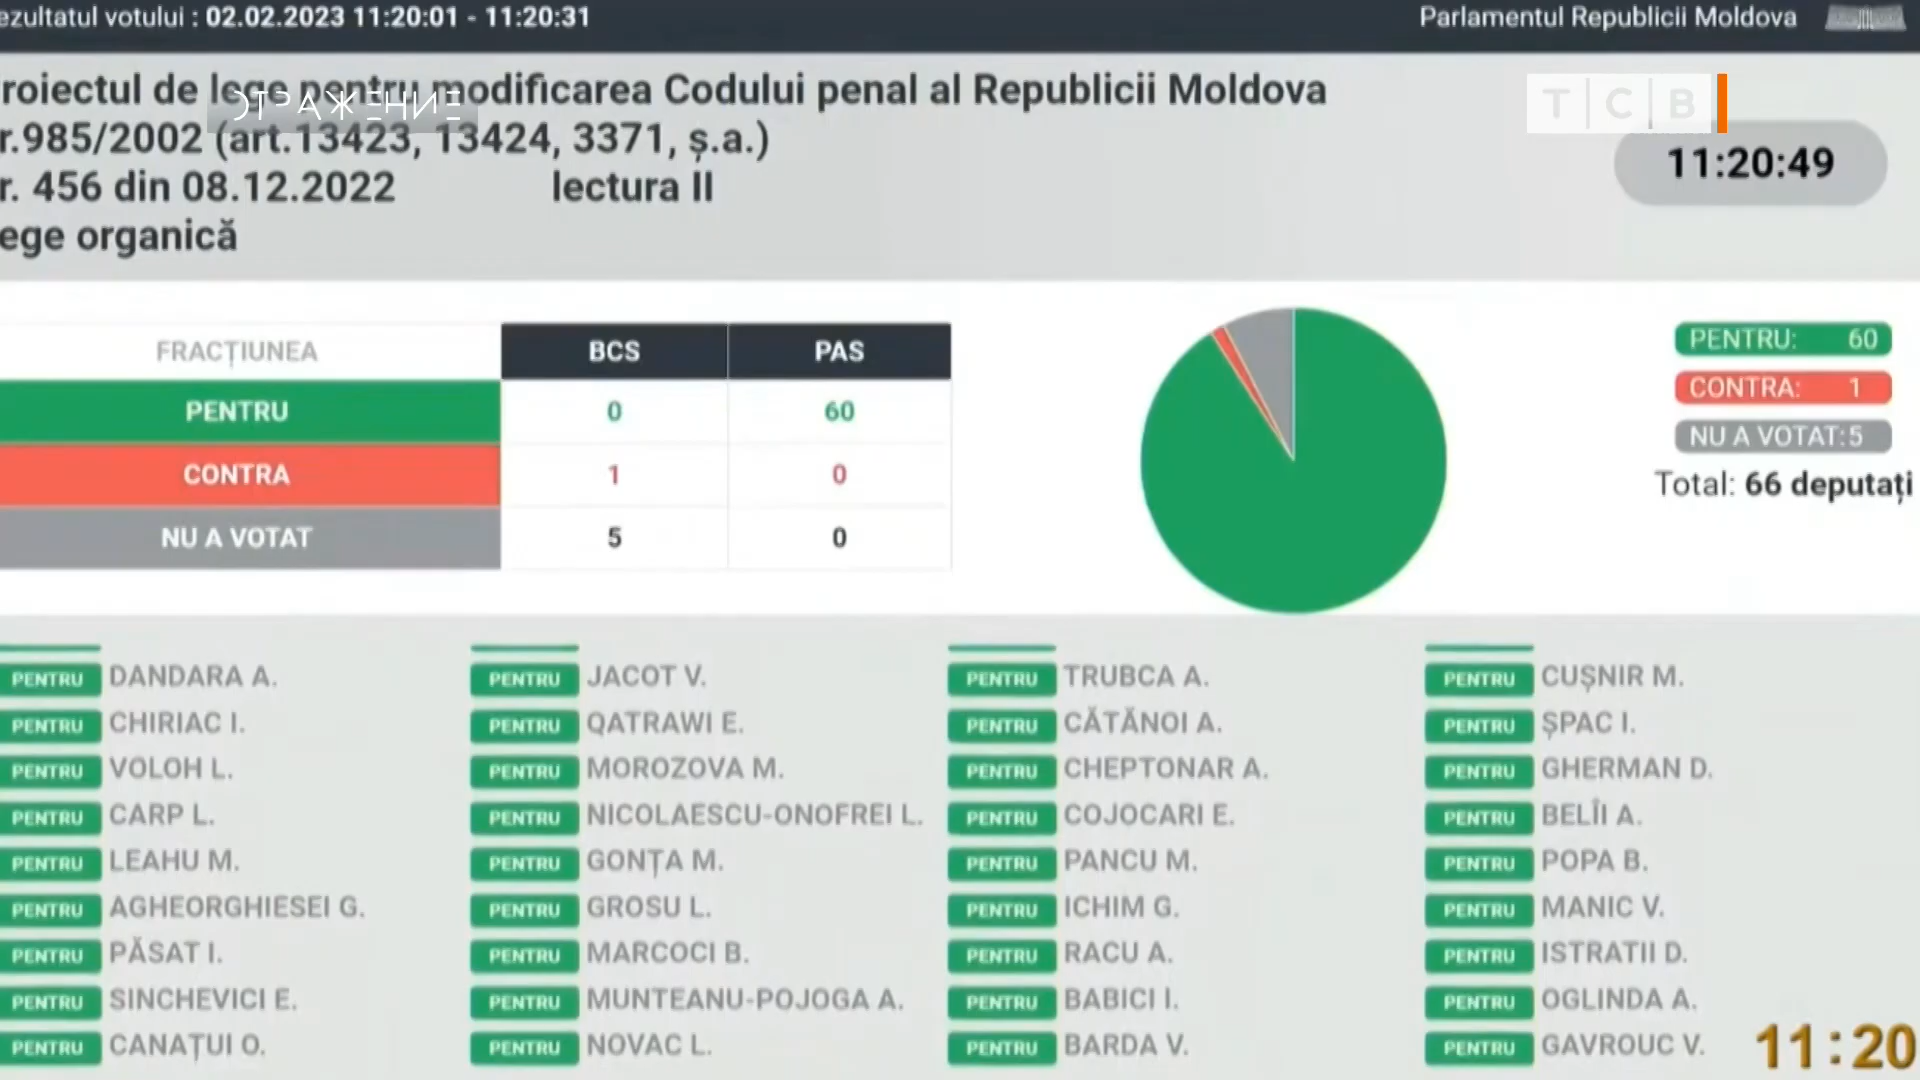 ezultatul votului : 02.02.2023 11:20:01 - 11:20:31
Parlamentul Republicii Moldova
roiectul de lege pentru modificarea Codului penal al Republicii Moldova
ОТРАЖЕНИЕ
r.985/2002 (art.13423, 13424, 3371, ș.a.)
r. 456 din 08.12.2022 lectura II
ege organică
TCB
11:20:49
FRACȚIUNEA BCS PAS
PENTRU 0 60
CONTRA 1 0
NU A VOTAT 5 0
PENTRU: 60
CONTRA: 1
NU A VOTAT: 5
Total: 66 deputați
PENTRU DANDARA A. PENTRU JACOT V. PENTRU TRUBCA A. PENTRU CUȘNIR M.
PENTRU CHIRIAC I. PENTRU QATRAWI E. PENTRU CĂTĂNOI A. PENTRU ȘPAC I.
PENTRU VOLOH L. PENTRU MOROZOVA M. PENTRU CHEPTONAR A. PENTRU GHERMAN D.
PENTRU CARP L. PENTRU NICOLAESCU-ONOFREI L. PENTRU COJOCARI E. PENTRU BELÎI A.
PENTRU LEAHU M. PENTRU GONȚA M. PENTRU PANCU M. PENTRU POPA B.
PENTRU AGHEORGHIESEI G. PENTRU GROSU L. PENTRU ICHIM G. PENTRU MANIC V.
PENTRU PĂSAT I. PENTRU MARCOCI B. PENTRU RACU A. PENTRU ISTRATII D.
PENTRU SINCHEVICI E. PENTRU MUNTEANU-POJOGA A. PENTRU BABICI I. PENTRU OGLINDA A.
PENTRU CANAȚUI O. PENTRU NOVAC L. PENTRU BARDA V. PENTRU GAVROUC V.
11:20